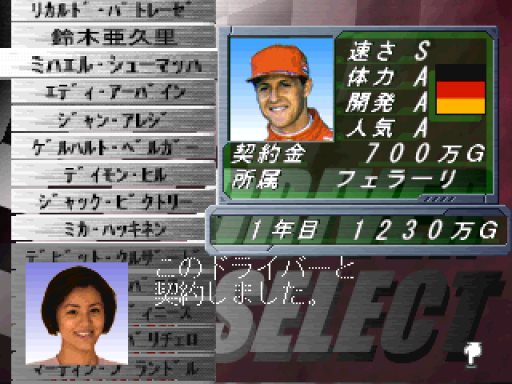 リカルド・パトレーゼ
鈴木亜久里
ミハエル・シューマッハ
エディ・アーバイン
ジャン・アレジ
ゲルハルト・ベルガー
デイモン・ヒル
ジャック・ビクトリー
ミカ・ハッキネン
速さ S
体力 A
開発 A
人気 A
契約金 700万G
所属 フェラーリ
1年目 1230万G
このドライバーと
契約しました。
SELECT